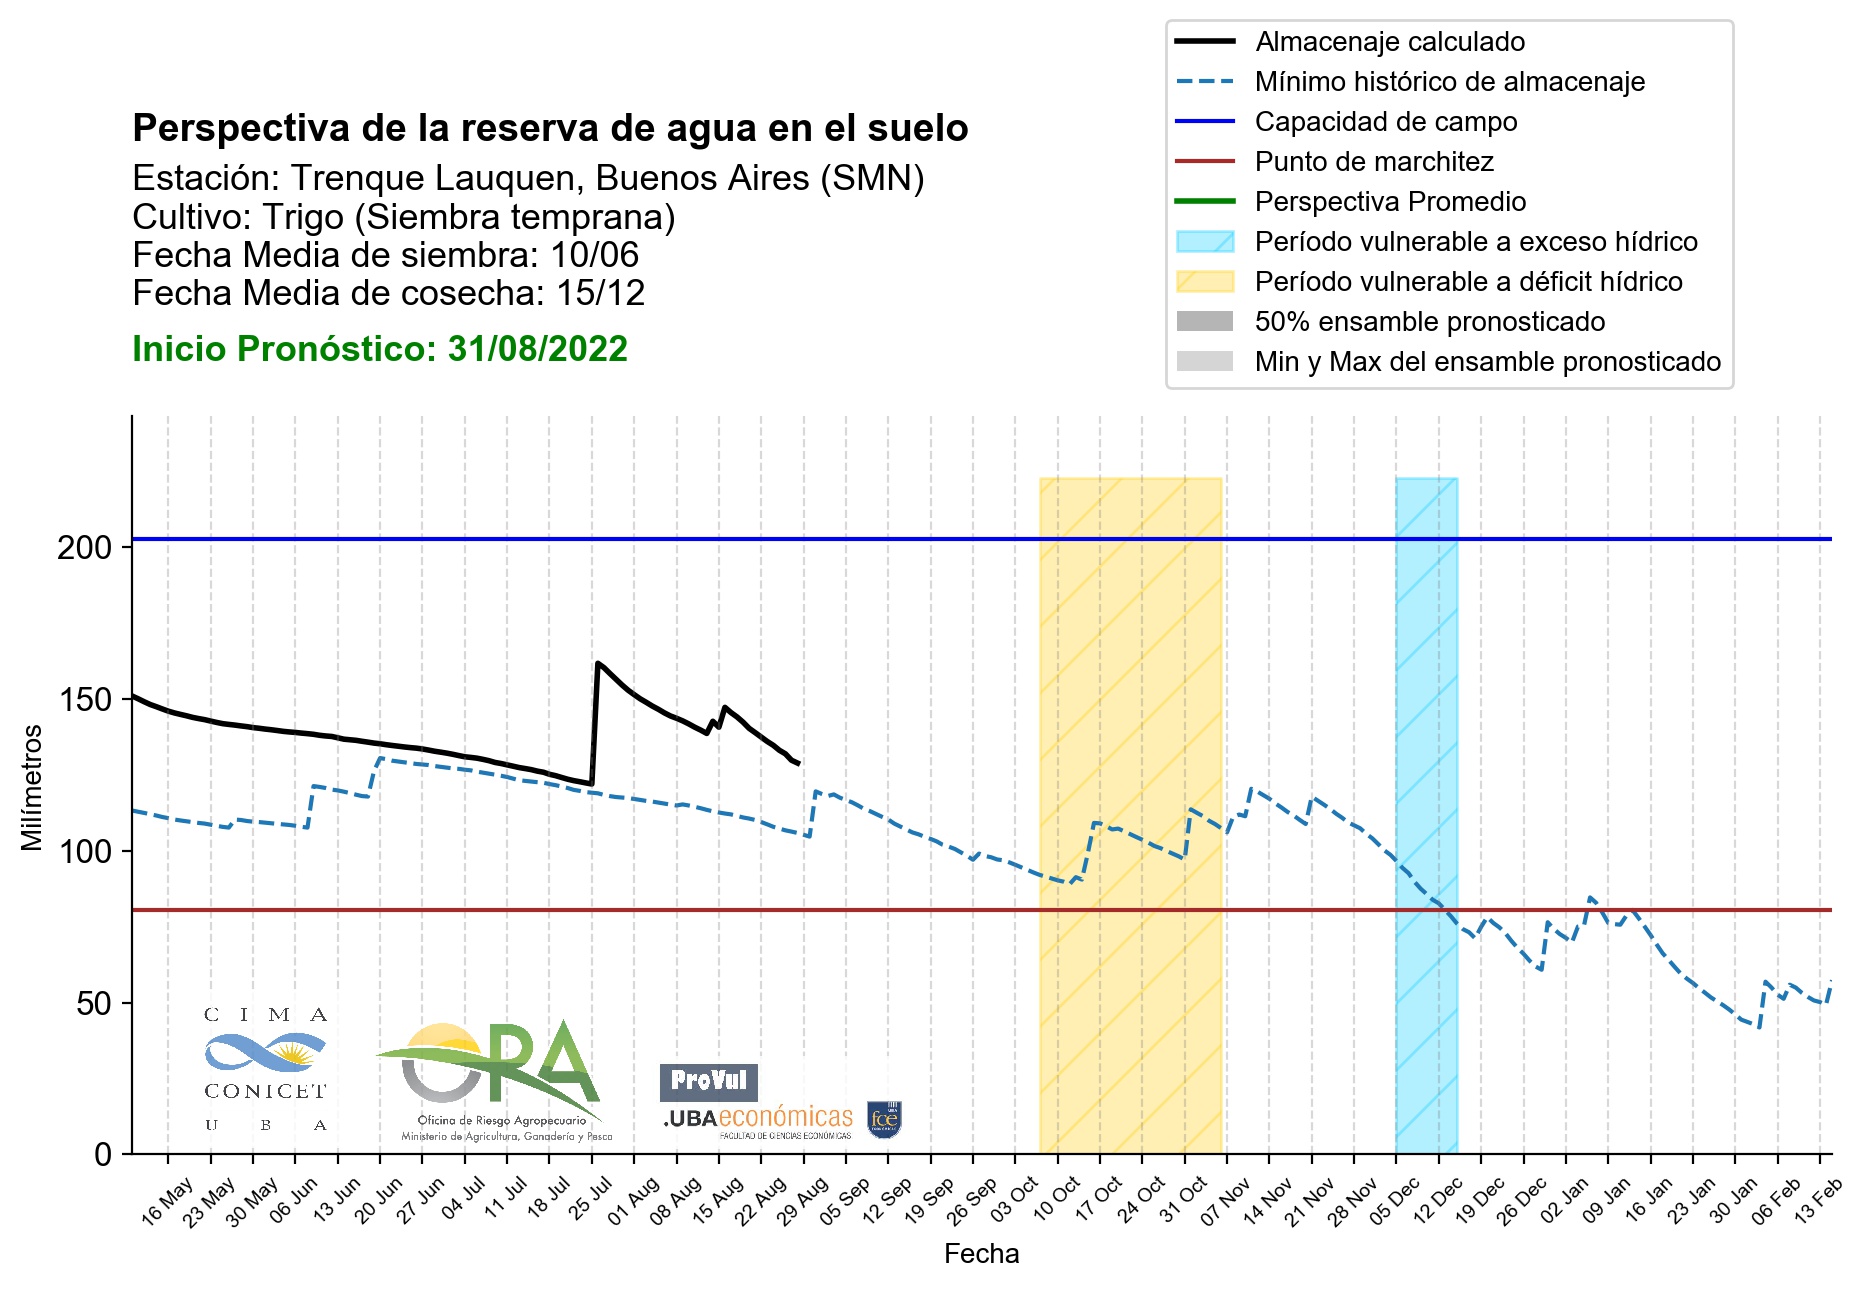 Almacenaje calculado
Mínimo histórico de almacenaje
Capacidad de campo
Punto de marchitez
Perspectiva Promedio
Período vulnerable a exceso hídrico
Período vulnerable a déficit hídrico
50% ensamble pronosticado
Min y Max del ensamble pronosticado
Perspectiva de la reserva de agua en el suelo
Estación: Trenque Lauquen, Buenos Aires (SMN)
Cultivo: Trigo (Siembra temprana)
Fecha Media de siembra: 10/06
Fecha Media de cosecha: 15/12
Inicio Pronóstico: 31/08/2022
Milímetros
200
150
100
50
0
CIMA
CONICET
UBA
ORA
Oficina de Riesgo Agropecuario
Ministerio de Agricultura, Ganadería y Pesca
ProVul
.UBAeconómicas
FACULTAD DE CIENCIAS ECONÓMICAS
fce
16 May 23 May 30 May 06 Jun 13 Jun 20 Jun 27 Jun 04 Jul 11 Jul 18 Jul 25 Jul 01 Aug 08 Aug 15 Aug 22 Aug 29 Aug 05 Sep 12 Sep 19 Sep 26 Sep 03 Oct 10 Oct 17 Oct 24 Oct 31 Oct 07 Nov 14 Nov 21 Nov 28 Nov 05 Dec 12 Dec 19 Dec 26 Dec 02 Jan 09 Jan 16 Jan 23 Jan 30 Jan 06 Feb 13 Feb
Fecha